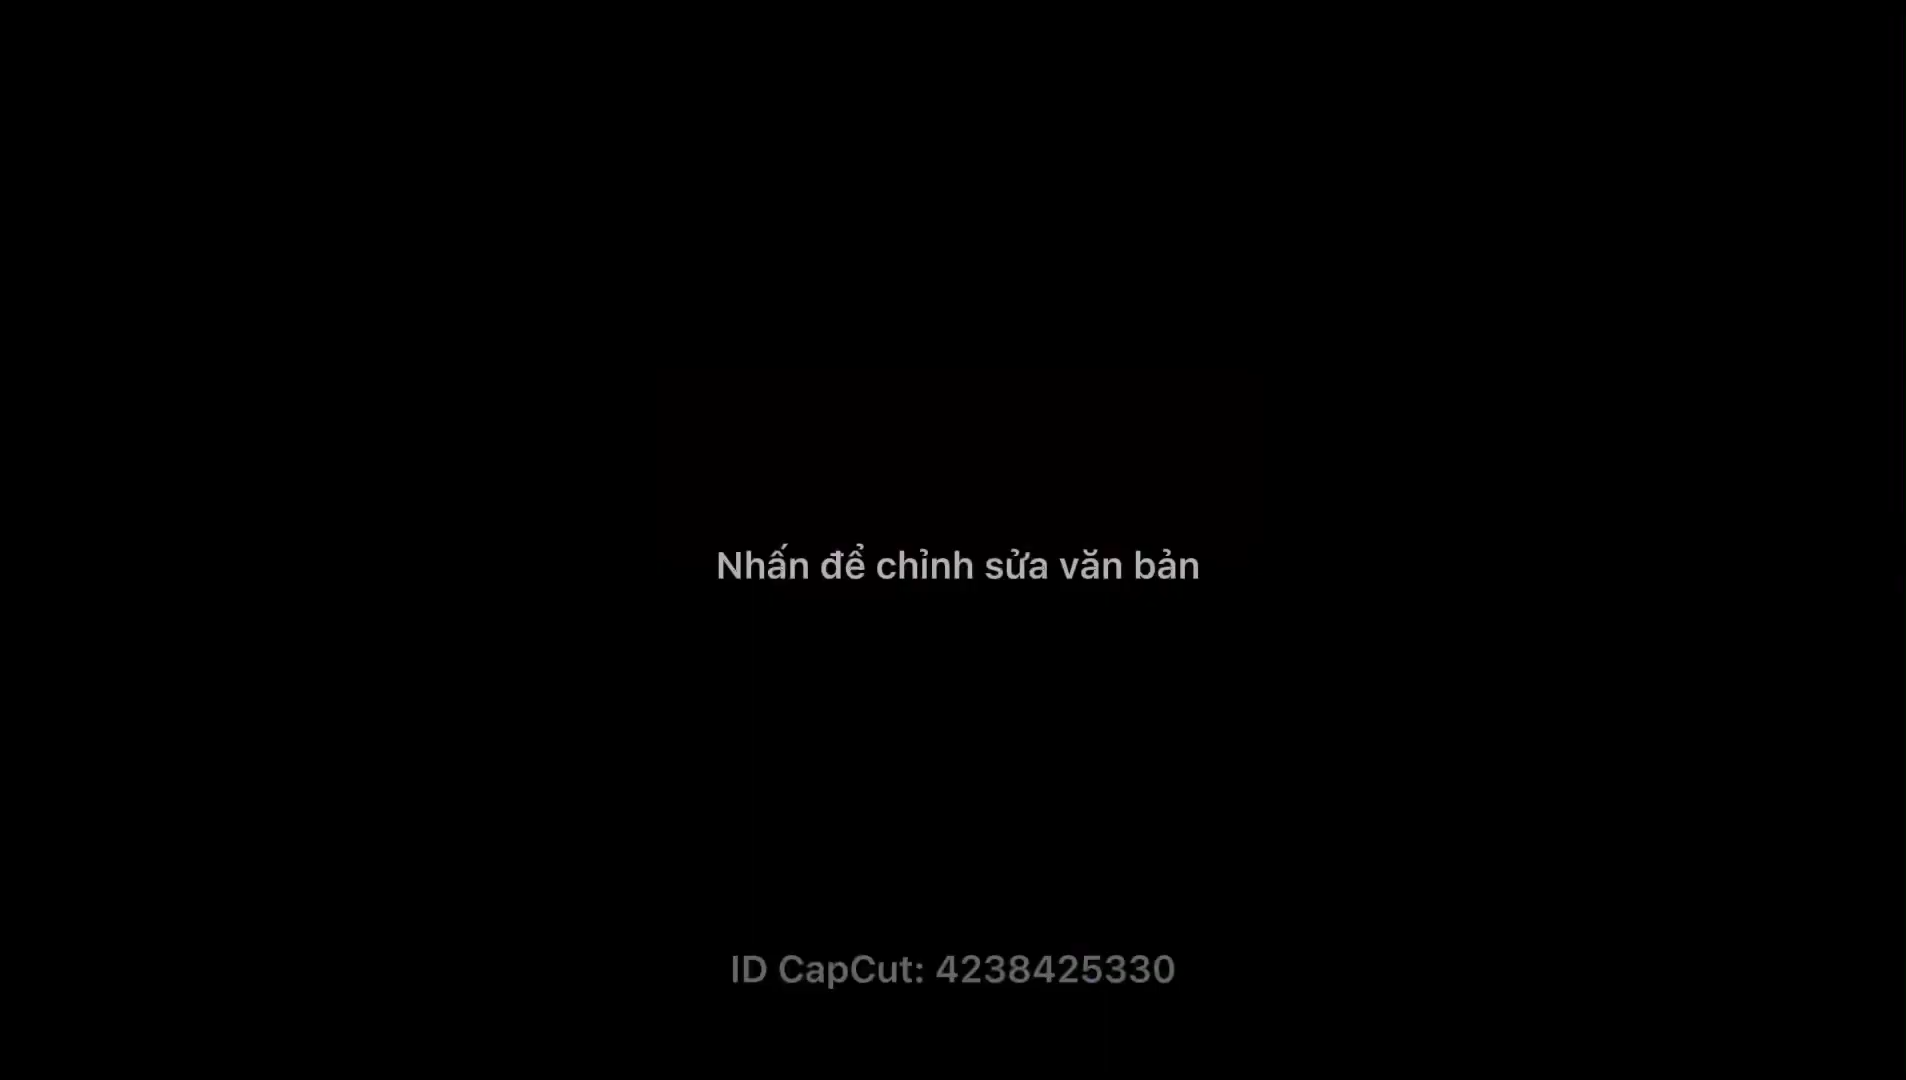 Nhấn để chỉnh sửa văn bản
ID CapCut: 4238425330